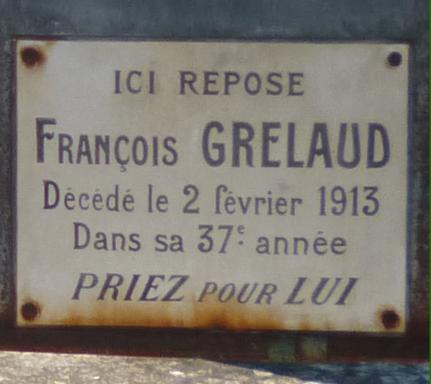 ICI REPOSE
FRANÇOIS GRELAUD
Décédé le 2 février 1913
Dans sa 37e année
PRIEZ POUR LUI